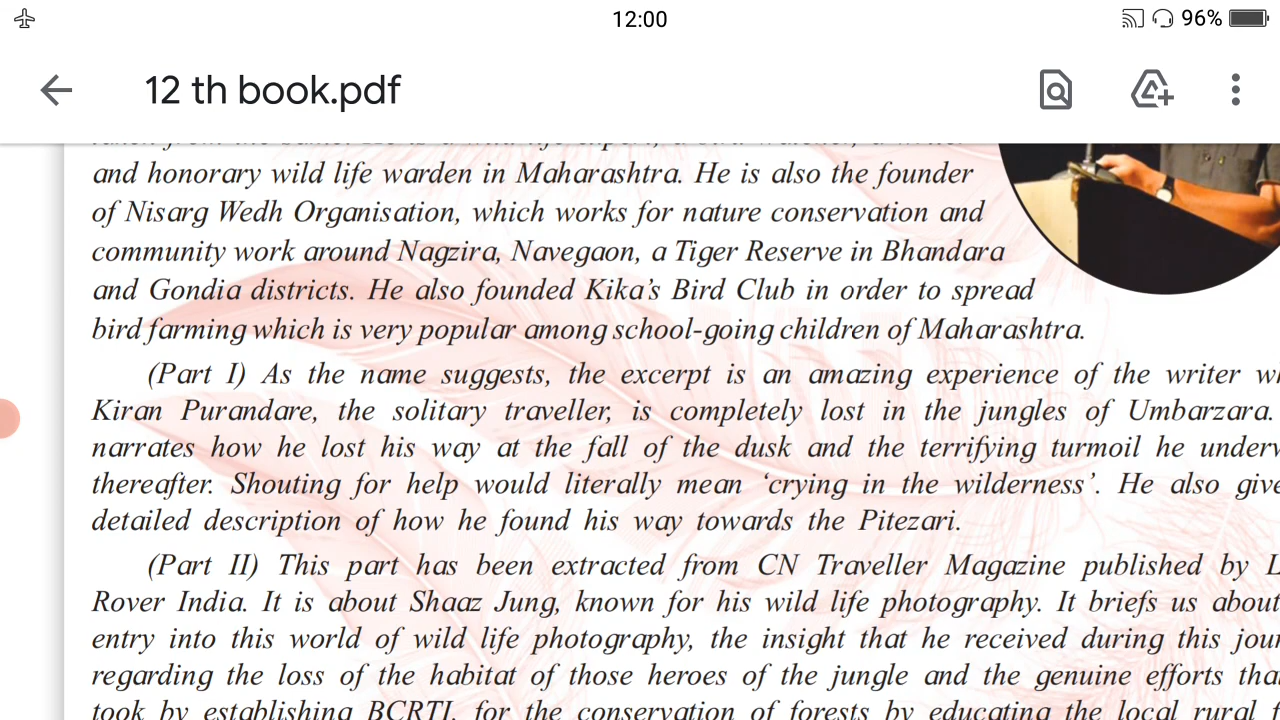 12:00
96%
12 th book.pdf
and honorary wild life warden in Maharashtra. He is also the founder
of Nisarg Wedh Organisation, which works for nature conservation and
community work around Nagzira, Navegaon, a Tiger Reserve in Bhandara
and Gondia districts. He also founded Kika's Bird Club in order to spread
bird farming which is very popular among school-going children of Maharashtra.
(Part I) As the name suggests, the excerpt is an amazing experience of the writer
Kiran Purandare, the solitary traveller, is completely lost in the jungles of Umbarzara.
narrates how he lost his way at the fall of the dusk and the terrifying turmoil he
thereafter. Shouting for help would literally mean ‘crying in the wilderness’. He also give
detailed description of how he found his way towards the Pitezari.
(Part II) This part has been extracted from CN Traveller Magazine published by L
Rover India. It is about Shaaz Jung, known for his wild life photography. It briefs us about
entry into this world of wild life photography, the insight that he received during this jour
regarding the loss of the habitat of those heroes of the jungle and the genuine efforts tha
took by establishing BCRTI, for the conservation of forests by educating the local rural